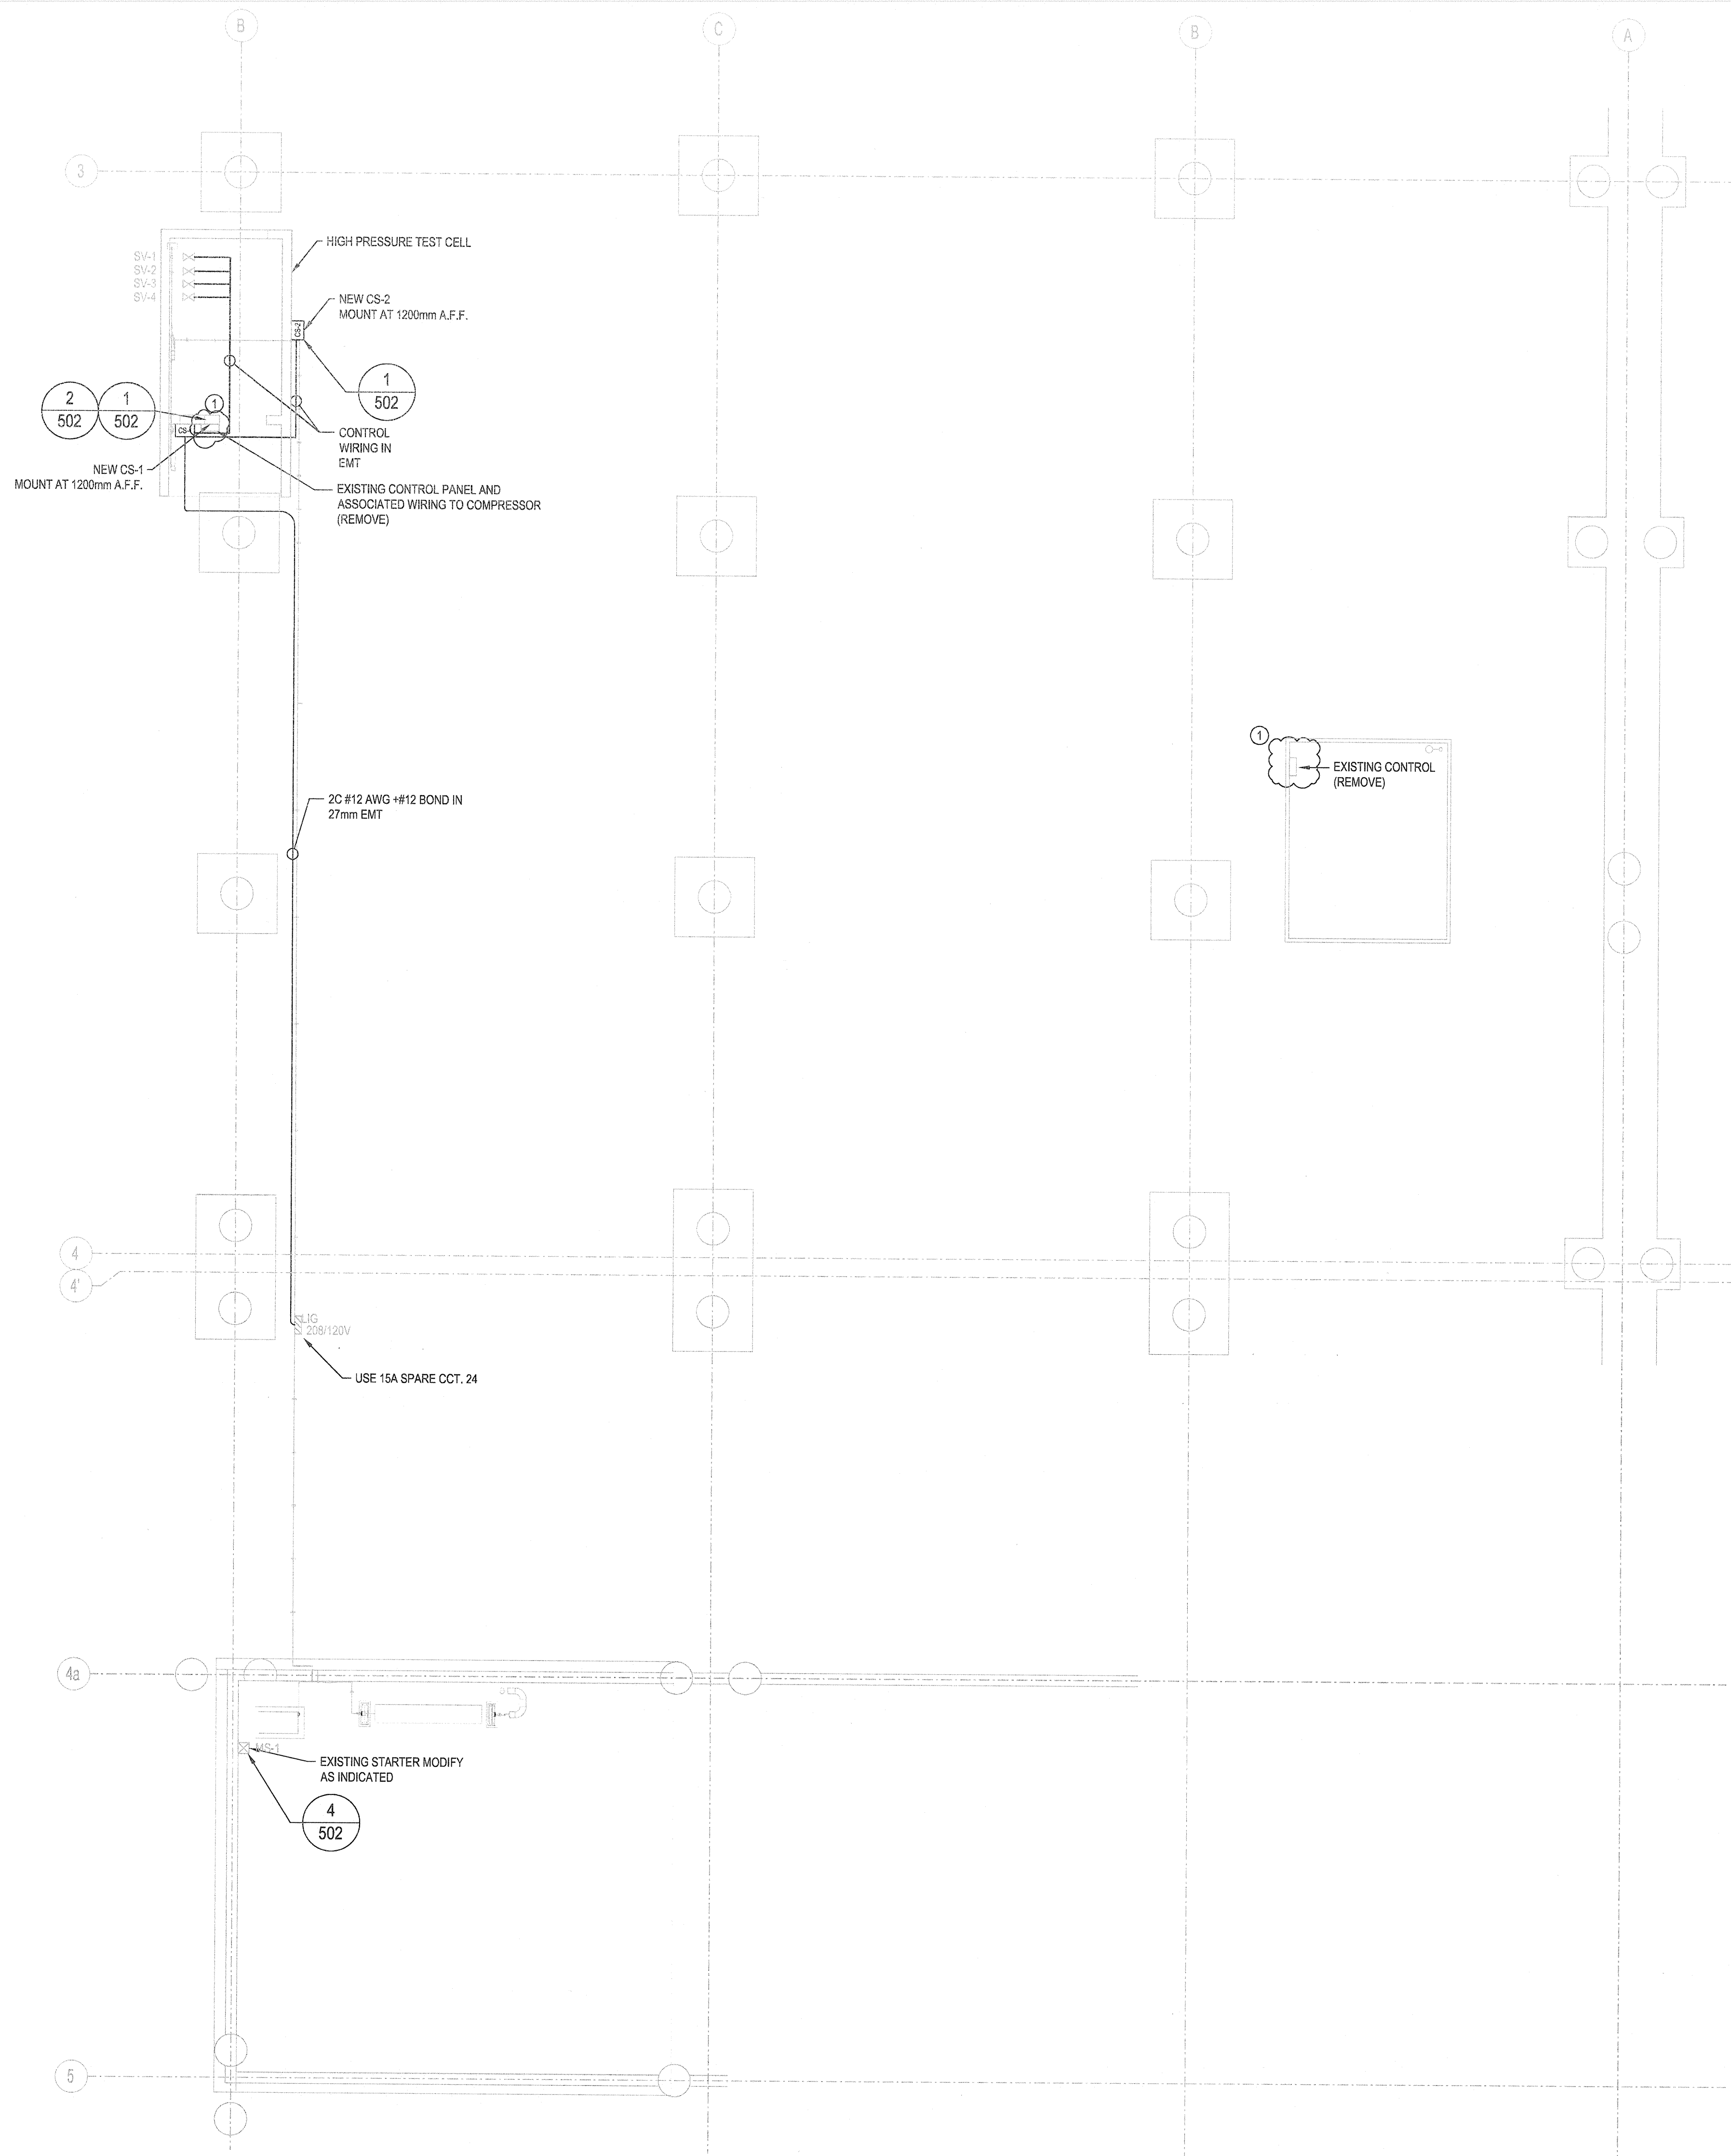 B
C
B
A
3
SV-1
SV-2
SV-3
SV-4
HIGH PRESSURE TEST CELL
NEW CS-2
MOUNT AT 1200mm A.F.F.
CS-2
1
502
2
502
1
502
1
CS-
CONTROL
WIRING IN
EMT
NEW CS-1
MOUNT AT 1200mm A.F.F.
EXISTING CONTROL PANEL AND
ASSOCIATED WIRING TO COMPRESSOR
(REMOVE)
1
EXISTING CONTROL
(REMOVE)
2C #12 AWG +#12 BOND IN
27mm EMT
4
4'
LIG
208/120V
USE 15A SPARE CCT. 24
4a
MS-1
EXISTING STARTER MODIFY
AS INDICATED
4
502
5